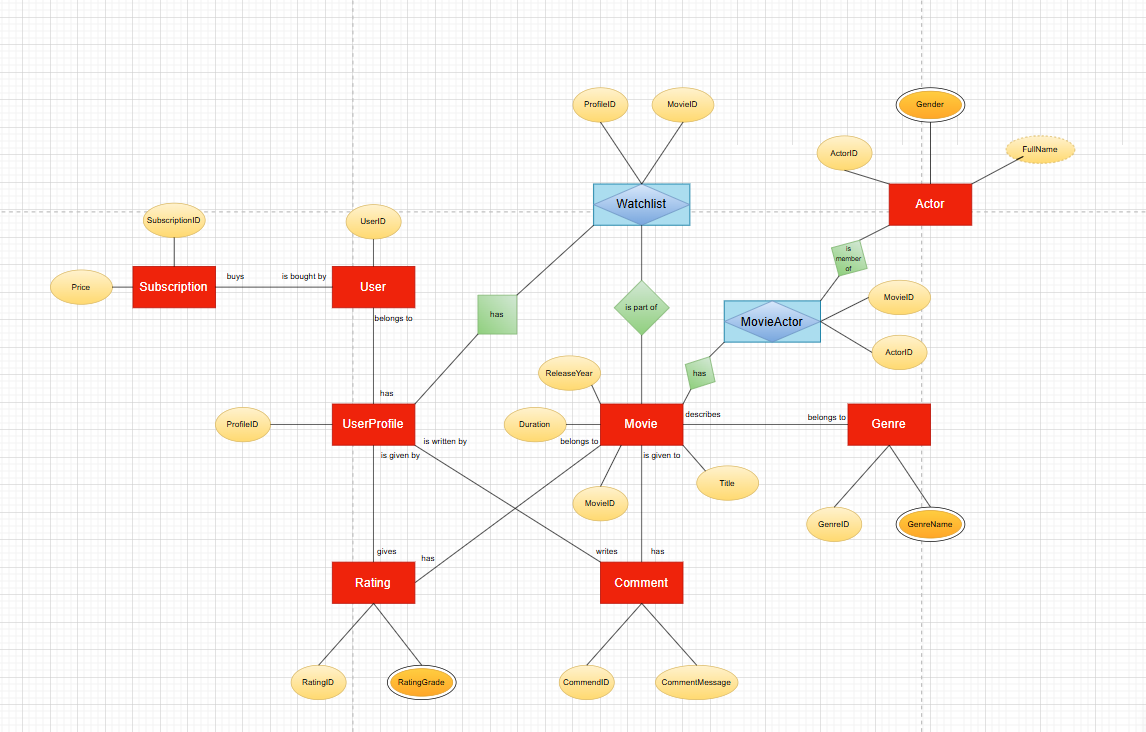 Gender
ProfileID
MovieID
ActorID
FullName
Watchlist
Actor
SubscriptionID
UserID
is
member
of
buys
is bought by
Price
Subscription
User
MovieID
is part of
has
belongs to
MovieActor
ActorID
ReleaseYear
has
has
describes
belongs to
ProfileID
UserProfile
Duration
Movie
Genre
is written by
belongs to
is given by
is given to
Title
MovieID
GenreID
GenreName
gives
has
writes
has
Rating
Comment
RatingID
RatingGrade
CommendID
CommentMessage